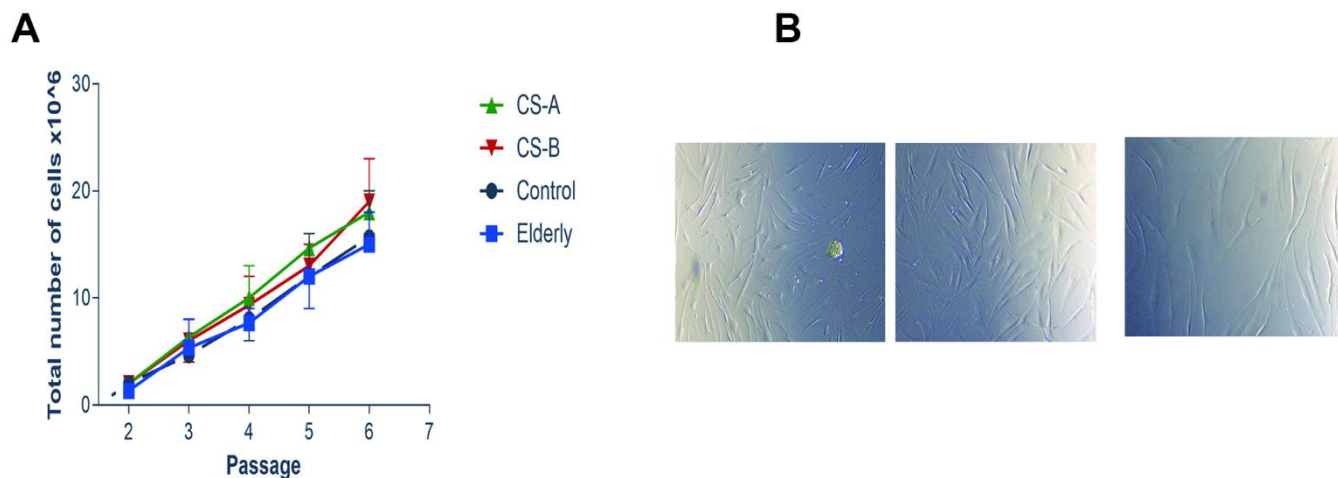 A
B
Total number of cells x10^6
30
20
10
0
2 3 4 5 6 7
Passage
CS-A
CS-B
Control
Elderly